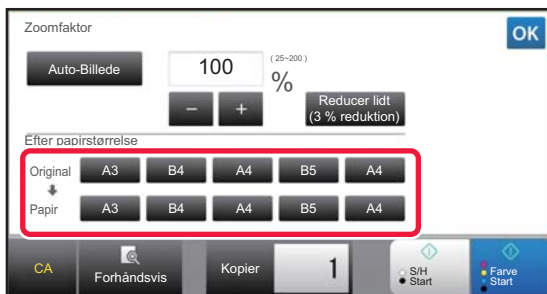 Zoomfaktor
OK
Auto-Billede
100
(25~200)
%
−
+
Reducer lidt
(3 % reduktion)
Efter papirstørrelse
Original
A3
B4
A4
B5
A4
Papir
A3
B4
A4
B5
A4
CA
Forhåndsvis
Kopier
1
S/H
Start
Farve
Start